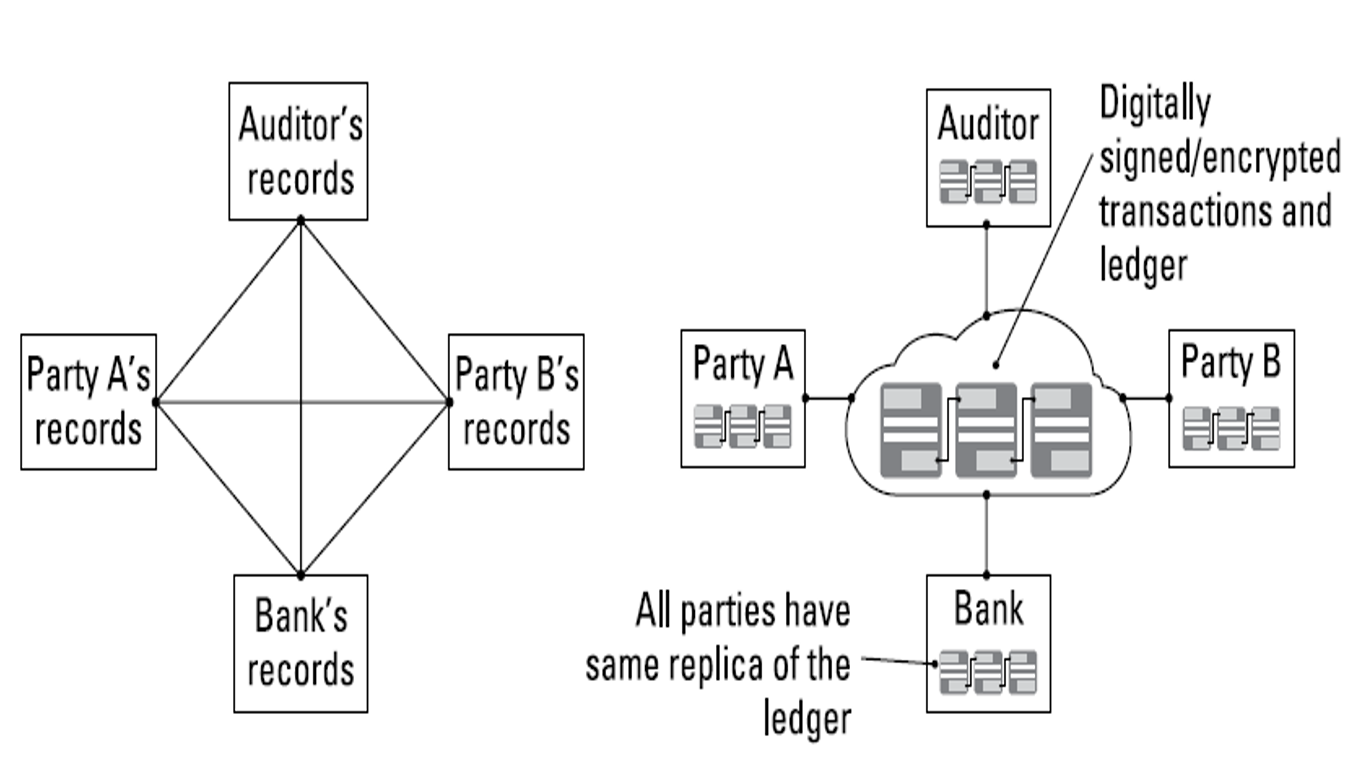 Auditor's
records
Party A's
records
Party B's
records
Bank's
records
Auditor
Digitally
signed/encrypted
transactions and
ledger
Party A
Party B
Bank
All parties have
same replica of the
ledger